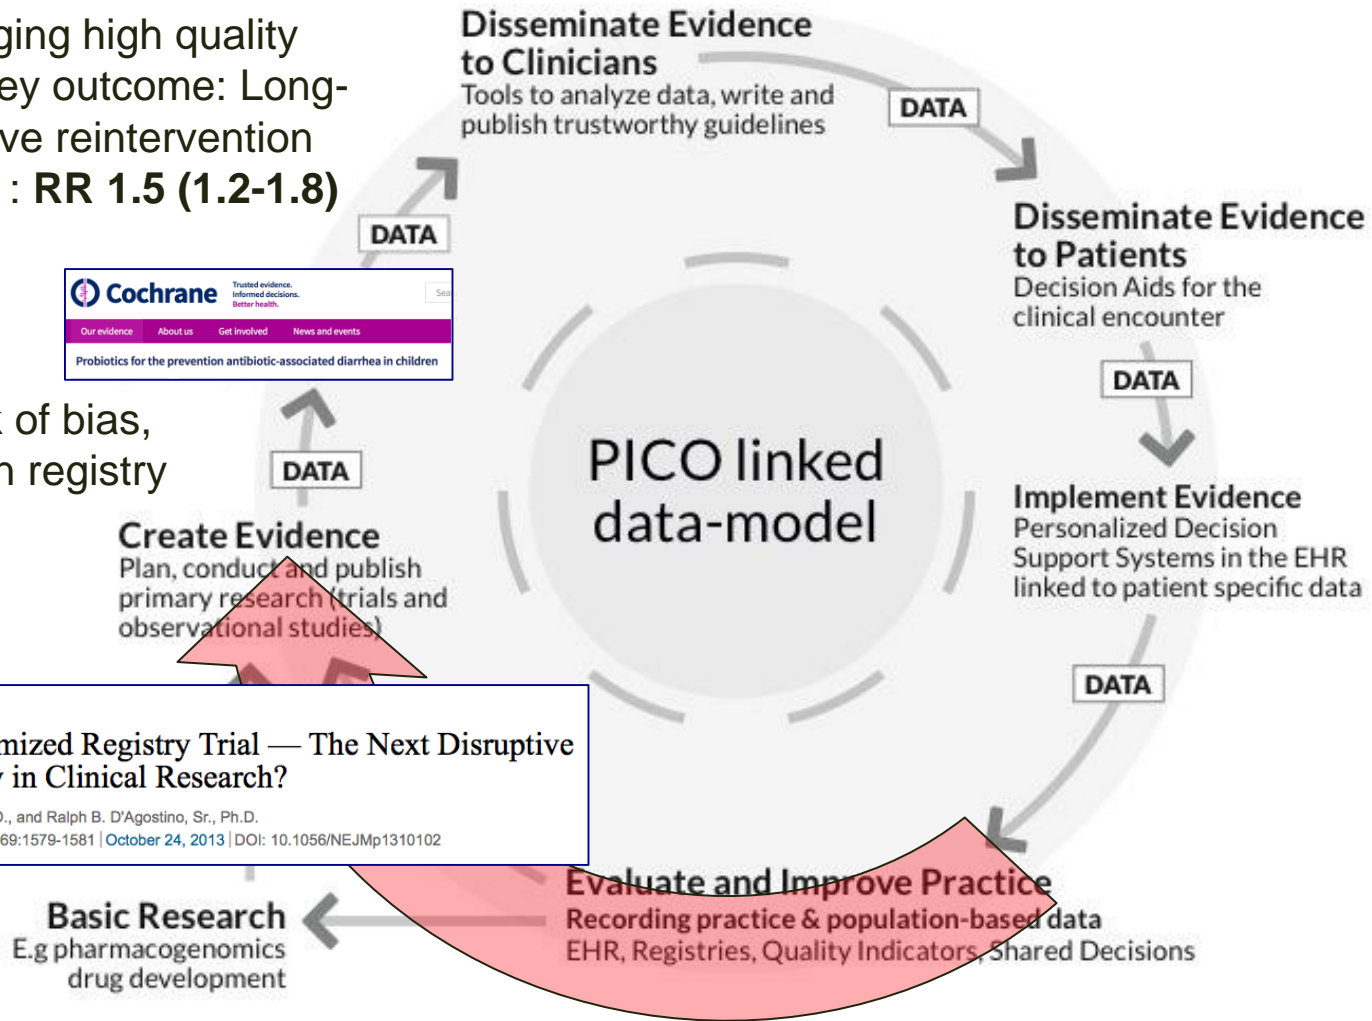 ging high quality
ey outcome: Long-
ve reintervention
: RR 1.5 (1.2-1.8)
Disseminate Evidence
to Clinicians
Tools to analyze data, write and
publish trustworthy guidelines
DATA
Disseminate Evidence
to Patients
Decision Aids for the
clinical encounter
DATA
Implement Evidence
Personalized Decision
Support Systems in the EHR
linked to patient specific data
DATA
Evaluate and Improve Practice
Recording practice & population-based data
EHR, Registries, Quality Indicators, Shared Decisions
Basic Research
E.g pharmacogenomics
drug development
mized Registry Trial — The Next Disruptive
y in Clinical Research?
D., and Ralph B. D'Agostino, Sr., Ph.D.
69:1579-1581 | October 24, 2013 | DOI: 10.1056/NEJMp1310102
Create Evidence
Plan, conduct and publish
primary research (trials and
observational studies)
DATA
k of bias,
n registry
Cochrane
Trusted evidence.
Informed decisions.
Better health.
Sea
Our evidence About us Get involved News and events
Probiotics for the prevention antibiotic-associated diarrhea in children
DATA
PICO linked
data-model